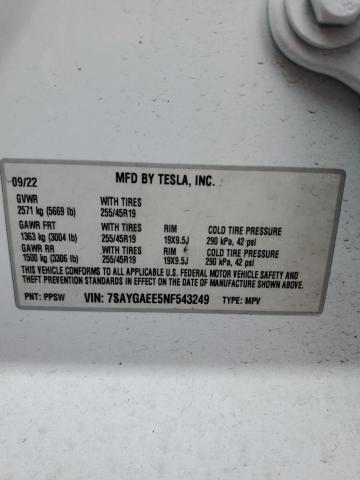 09/22 MFD BY TESLA, INC.
GVWR WITH TIRES
2571 kg (5669 lb) 255/45R19
GAWR FRT WITH TIRES RIM COLD TIRE PRESSURE
1363 kg (3004 lb) 255/45R19 19X9.5J 290 kPa, 42 psi
GAWR RR WITH TIRES RIM COLD TIRE PRESSURE
1500 kg (3306 lb) 255/45R19 19X9.5J 290 kPa, 42 psi
THIS VEHICLE CONFORMS TO ALL APPLICABLE U.S. FEDERAL MOTOR VEHICLE SAFETY AND
THEFT PREVENTION STANDARDS IN EFFECT ON THE DATE OF MANUFACTURE SHOWN ABOVE.
PNT: PPSW VIN: 7SAYGAEE5NF543249 TYPE: MPV